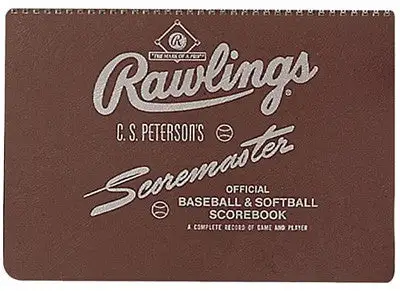 R
"THE MARK OF A PRO"
Rawlings®
C. S. PETERSON'S
Scoremaster
OFFICIAL
BASEBALL & SOFTBALL
SCOREBOOK
A COMPLETE RECORD OF GAME AND PLAYER